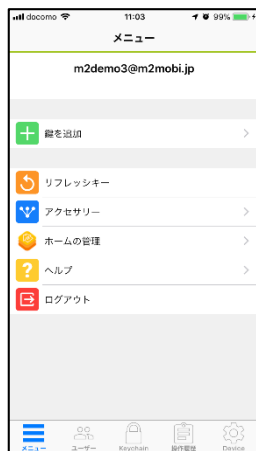 docomo 11:03 99%
メニュー
m2demo3@m2mobi.jp
鍵を追加
リフレッシキー
アクセサリー
ホームの管理
ヘルプ
ログアウト
メニュー ユーザー Keychain 操作履歴 Device